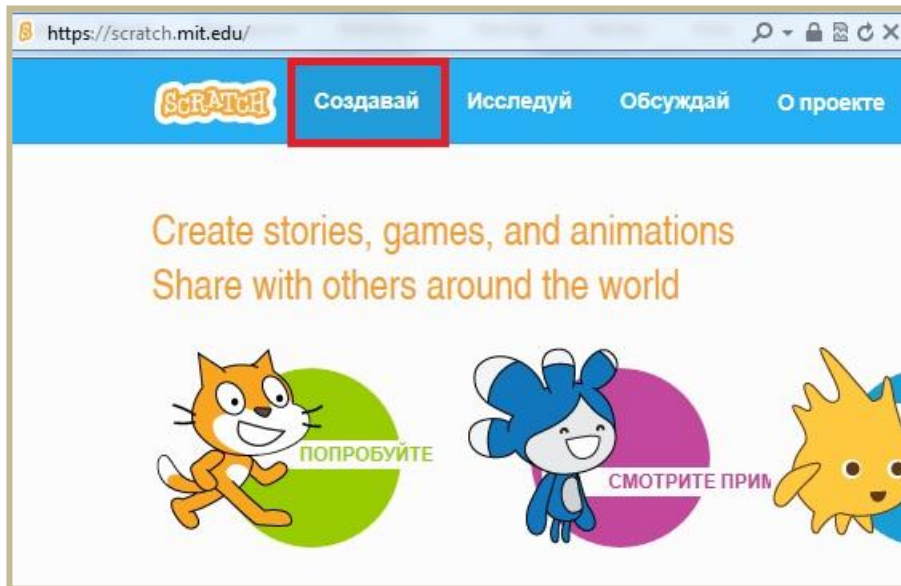 https://scratch.mit.edu/
SCRATCH Создавай Исследуй Обсуждай О проекте
Create stories, games, and animations
Share with others around the world
ПОПРОБУЙТЕ
СМОТРИТЕ ПРИМ